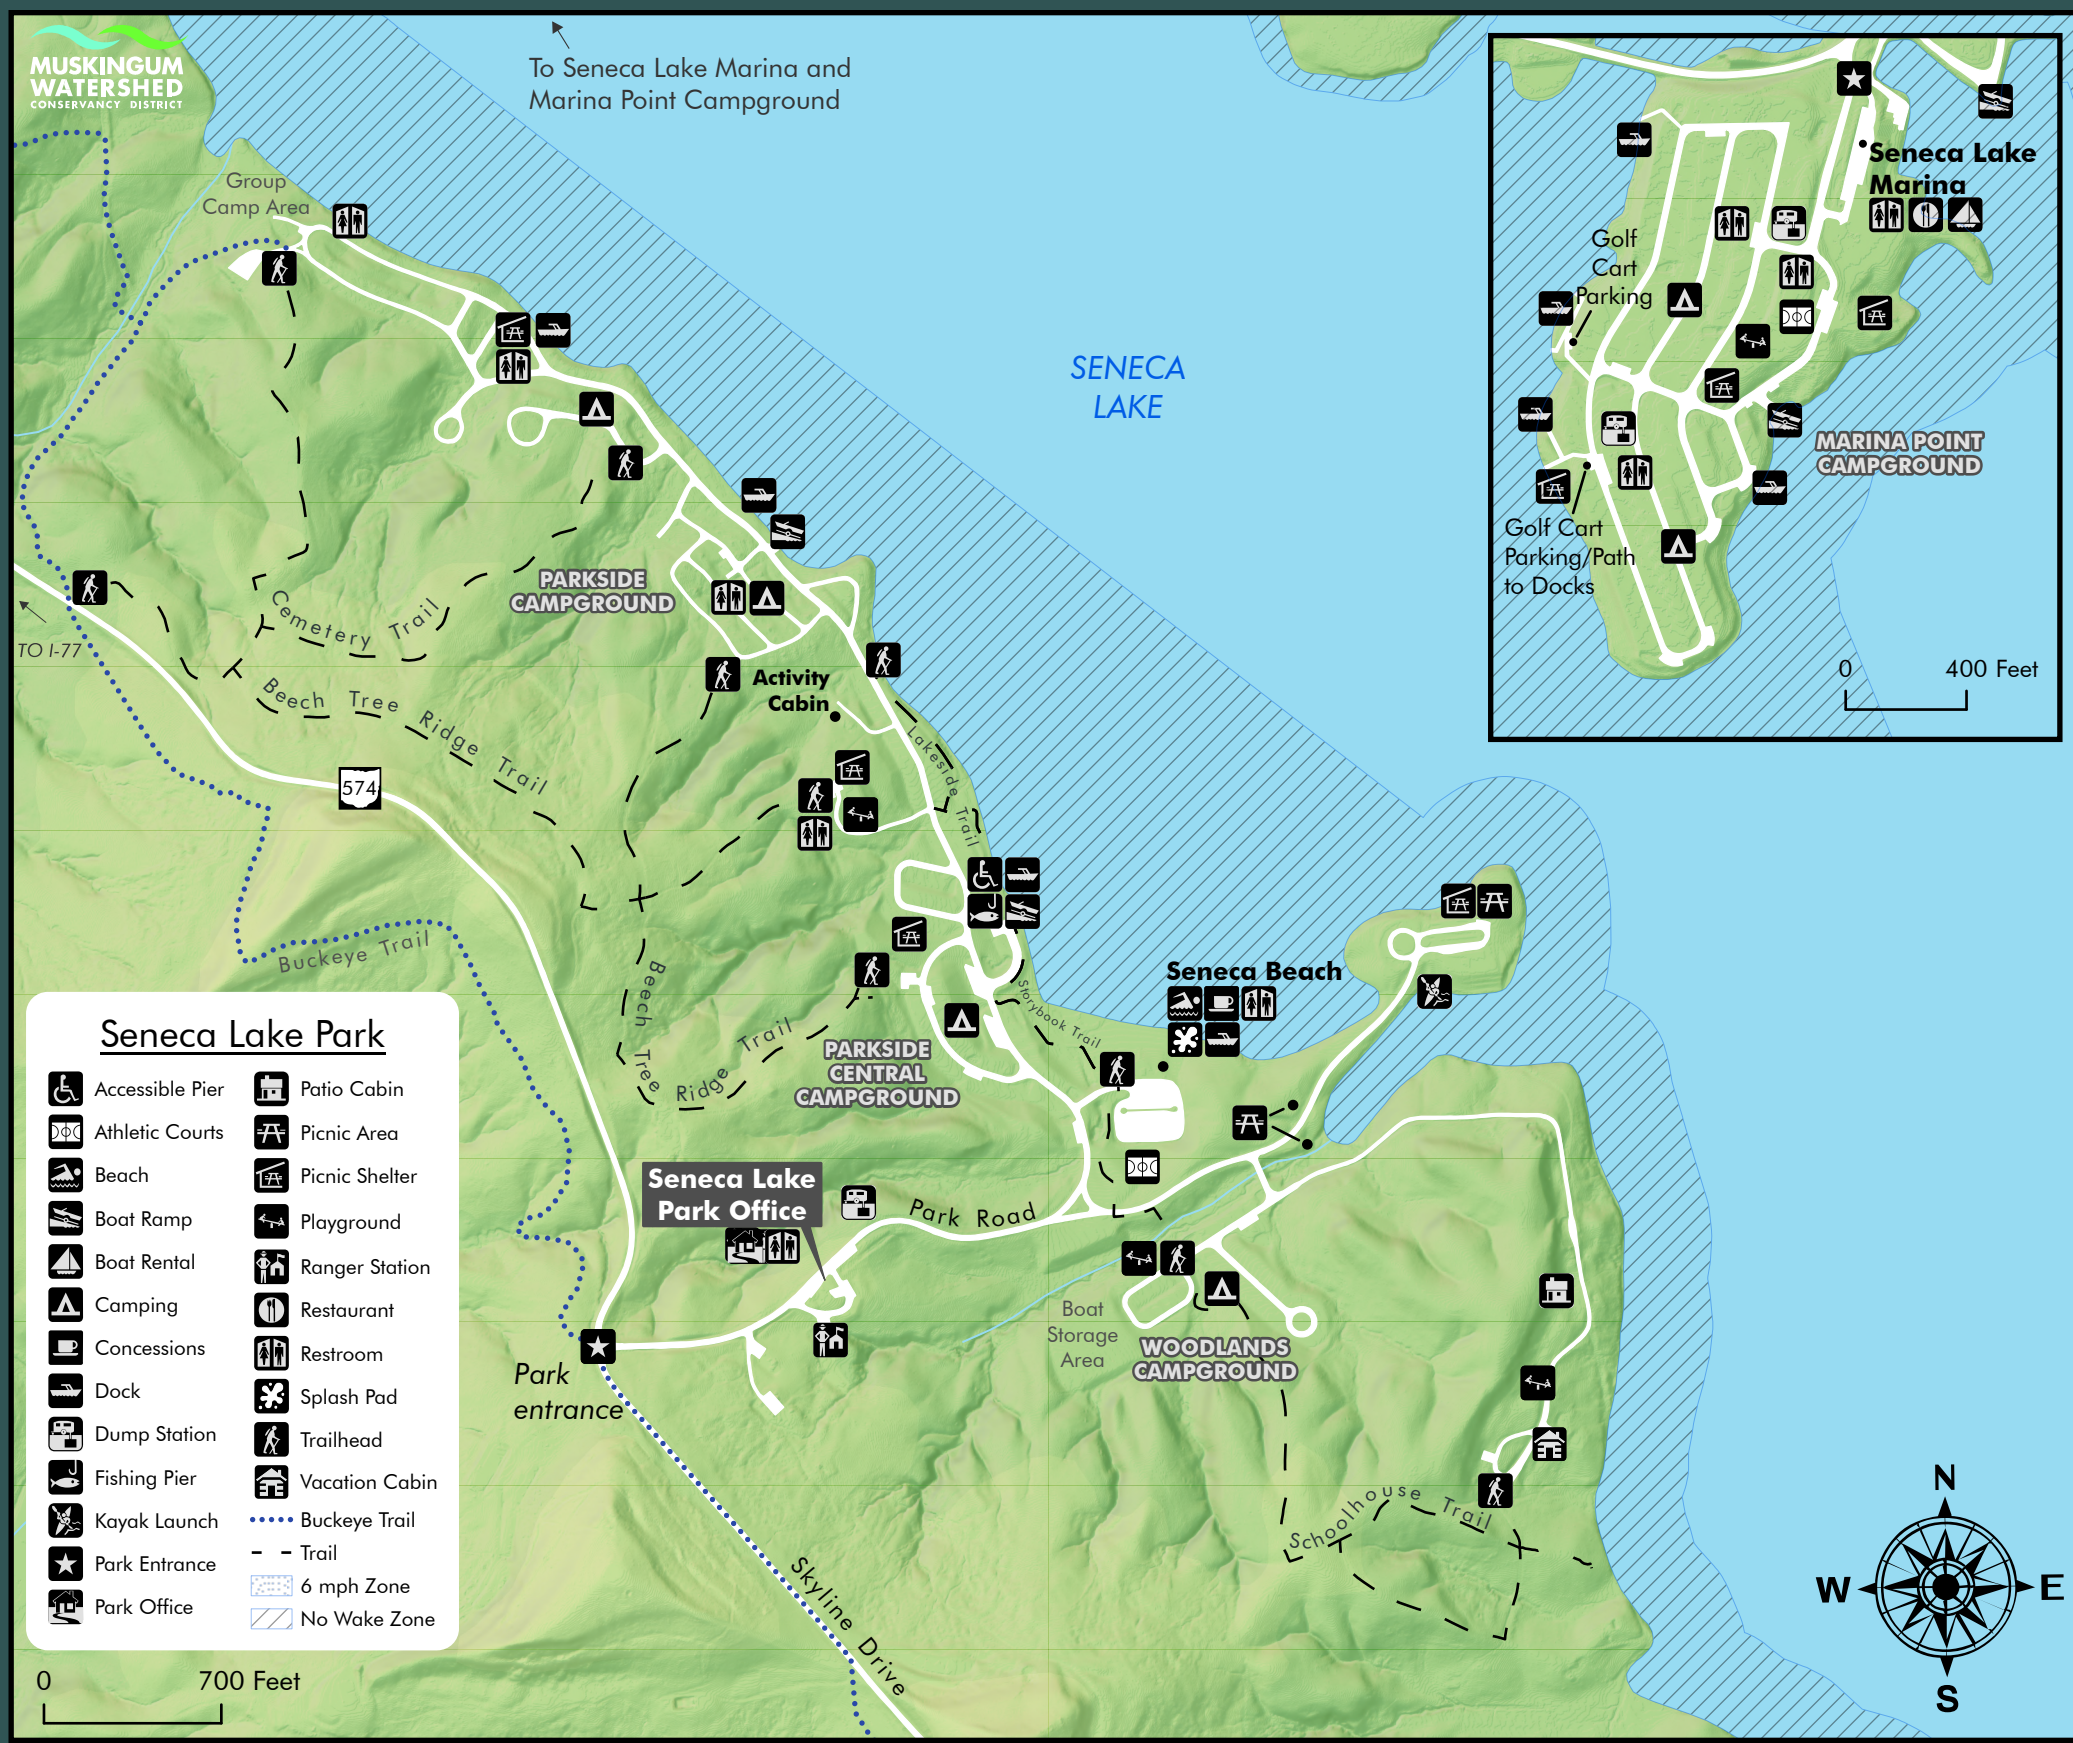 MUSKINGUM
WATERSHED
CONSERVANCY DISTRICT
To Seneca Lake Marina and
Marina Point Campground
Group
Camp Area
SENECA
LAKE
PARKSIDE
CAMPGROUND
Cemetery Trail
TO I-77
Beech Tree Ridge Trail
574
Activity
Cabin
Lakeside Trail
Buckeye Trail
Beech Tree Ridge Trail
Storybook Trail
PARKSIDE
CENTRAL
CAMPGROUND
Seneca Beach
Seneca Lake
Park Office
Park Road
Boat
Storage
Area
WOODLANDS
CAMPGROUND
Park
entrance
Schoolhouse Trail
Skyline Drive
Seneca Lake
Marina
Golf
Cart
Parking
MARINA POINT
CAMPGROUND
Golf Cart
Parking/Path
to Docks
0 400 Feet
Seneca Lake Park
Accessible Pier
Athletic Courts
Beach
Boat Ramp
Boat Rental
Camping
Concessions
Dock
Dump Station
Fishing Pier
Kayak Launch
Park Entrance
Park Office
Patio Cabin
Picnic Area
Picnic Shelter
Playground
Ranger Station
Restaurant
Restroom
Splash Pad
Trailhead
Vacation Cabin
Buckeye Trail
Trail
6 mph Zone
No Wake Zone
0 700 Feet
N
W E
S